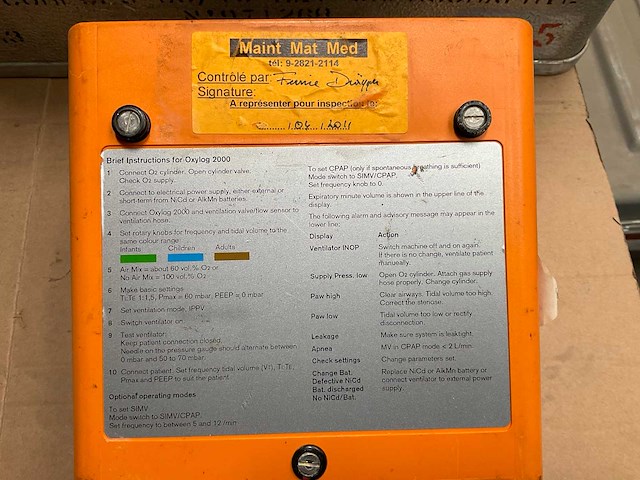 Maint Mat Med
tél: 9-2821-2114
Contrôlé par:
Signature:
A représenter pour inspection le:
Brief Instructions for Oxylog 2000
1 Connect O2 cylinder. Open cylinder valve.
Check O2 supply.
2 Connect to electrical power supply, either external or
short-term from NiCd or AlkMn batteries.
3 Connect Oxylog 2000 and ventilation valve/flow sensor to
ventilation hose.
4 Set rotary knobs for frequency and tidal volume to the
same colour range
Infants Children Adults
5 Air Mix = about 60 vol.% O2 or
No Air Mix = 100 vol.% O2
6 Make basic settings
TI:TE 1:1,5, Pmax = 60 mbar, PEEP = 0 mbar
7 Set ventilation mode: IPPV
8 Switch ventilator on
9 Test ventilator:
Keep patient connection closed.
Needle on the pressure gauge should alternate between
0 mbar and 50 to 70 mbar.
10 Connect patient. Set frequency tidal volume (VT), TI:TE,
Pmax and PEEP to suit the patient.
Optional operating modes
To set SIMV
Mode switch to SIMV/CPAP.
Set frequency to between 5 and 12 /min
To set CPAP (only if spontaneous breathing is sufficient)
Mode switch to SIMV/CPAP.
Set frequency knob to 0.
Expiratory minute volume is shown in the upper line of the
display.
The following alarm and advisory message may appear in the
lower line:
Display Action
Ventilator INOP Switch machine off and on again.
If there is no change, ventilate patient
manually.
Supply Press. low Open O2 cylinder. Attach gas supply
hose properly. Change cylinder.
Paw high Clear airways. Tidal volume too high.
Correct the stenose.
Paw low Tidal volume too low or rectify
disconnection.
Leakage Make sure system is leaktight.
Apnea MV in CPAP mode < 2 L/min.
Check settings Change parameters set.
Change Bat. Replace NiCd or AlkMn battery or
Defective NiCd connect ventilator to external power
Bat. discharged supply.
No NiCd/Bat.
5